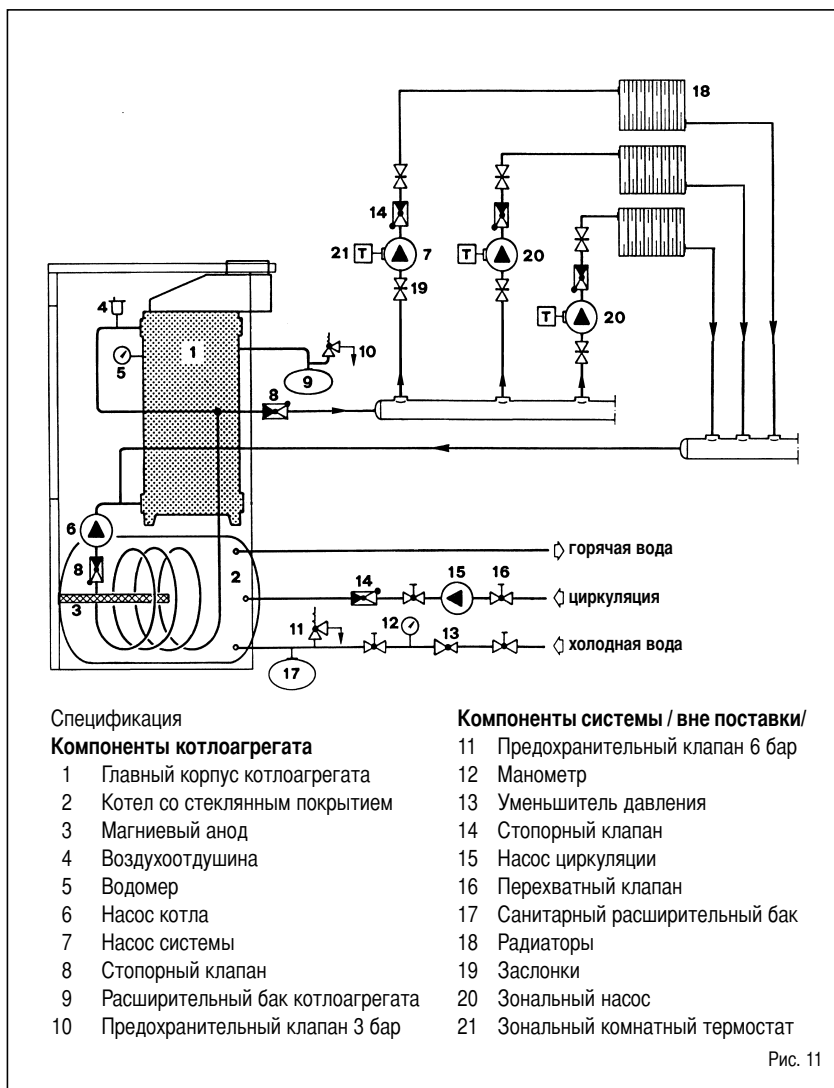 18
14
21 T 7
T 20
19
T 20
4
1
5
10
9
8
6
8
2
3
горячая вода
14 15 16
циркуляция
11 12 13
холодная вода
17
Спецификация
Компоненты котлоагрегата
1 Главный корпус котлоагрегата
2 Котел со стеклянным покрытием
3 Магниевый анод
4 Воздухоотдушина
5 Водомер
6 Насос котла
7 Насос системы
8 Стопорный клапан
9 Расширительный бак котлоагрегата
10 Предохранительный клапан 3 бар
Компоненты системы / вне поставки/
11 Предохранительный клапан 6 бар
12 Манометр
13 Уменьшитель давления
14 Стопорный клапан
15 Насос циркуляции
16 Перехватный клапан
17 Санитарный расширительный бак
18 Радиаторы
19 Заслонки
20 Зональный насос
21 Зональный комнатный термостат
Рис. 11